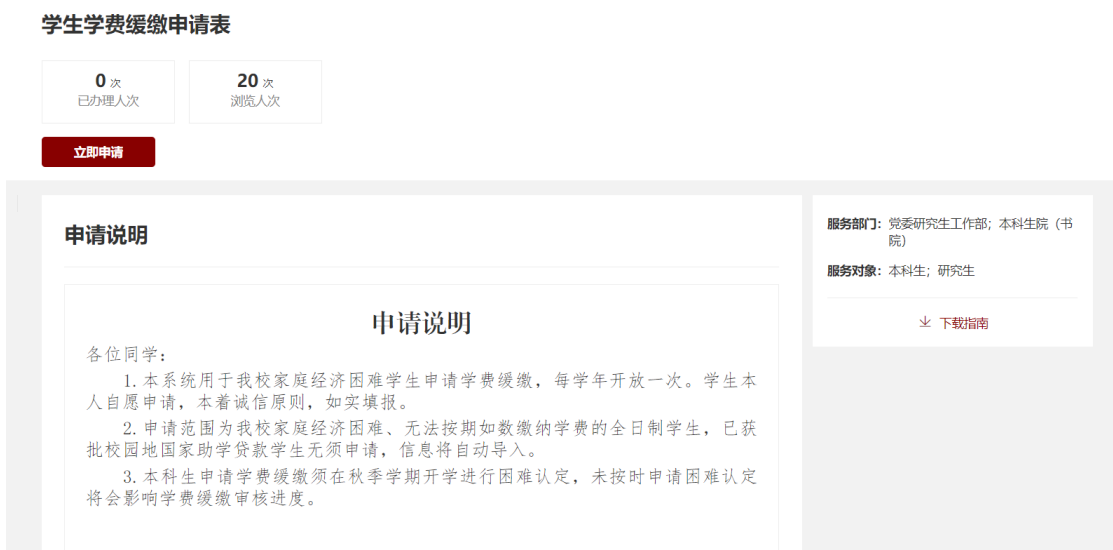 学生学费缓缴申请表
0 次
已办理人次
20 次
浏览人次
立即申请
申请说明
申请说明
各位同学：
1.本系统用于我校家庭经济困难学生申请学费缓缴，每学年开放一次。学生本
人自愿申请，本着诚信原则，如实填报。
2.申请范围为我校家庭经济困难、无法按期如数缴纳学费的全日制学生，已获
批校园地国家助学贷款学生无须申请，信息将自动导入。
3.本科生申请学费缓缴须在秋季学期开学进行困难认定，未按时申请困难认定
将会影响学费缓缴审核进度。
服务部门：党委研究生工作部；本科生院（书
院）
服务对象：本科生；研究生
下载指南